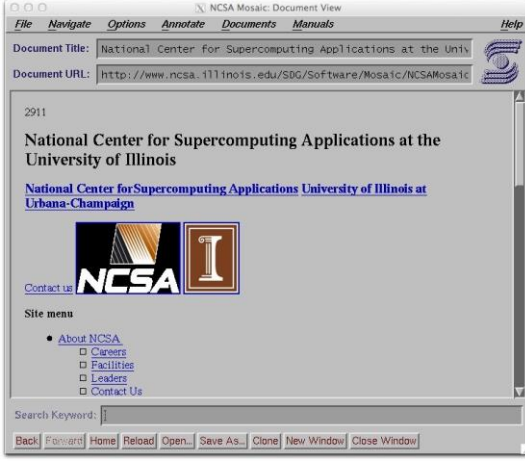 NCSA Mosaic: Document View
File Navigate Options Annotate Documents Manuals Help
Document Title: National Center for Supercomputing Applications at the Univ
Document URL: http://www.ncsa.illinois.edu/SDG/Software/Mosaic/NCSAMosaic
2911
National Center for Supercomputing Applications at the
University of Illinois
National Center for Supercomputing Applications University of Illinois at
Urbana-Champaign
Contact us NCSA I
Site menu
About NCSA
Careers
Facilities
Leaders
Contact Us
Search Keyword:
Back Forward Home Reload Open... Save As... Clone New Window Close Window